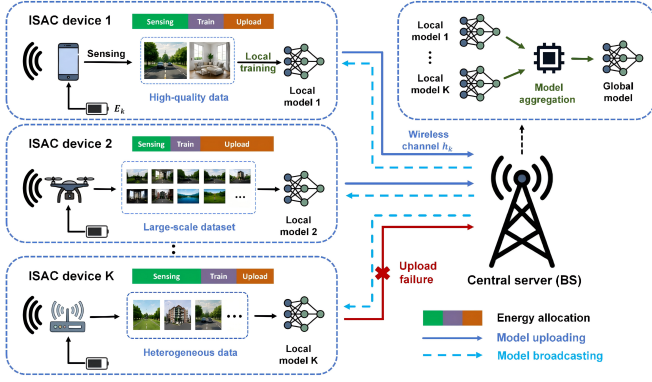 ISAC device 1
Sensing Train Upload
Sensing
Local
training
Local
model 1
High-quality data
E_k
ISAC device 2
Sensing Train Upload
Local
model 2
Large-scale dataset
ISAC device K
Sensing Train Upload
Local
model K
Heterogeneous data
Local
model 1
Local
model K
Model
aggregation
Global
model
Wireless
channel h_k
Upload
failure
Central server (BS)
Energy allocation
Model uploading
Model broadcasting